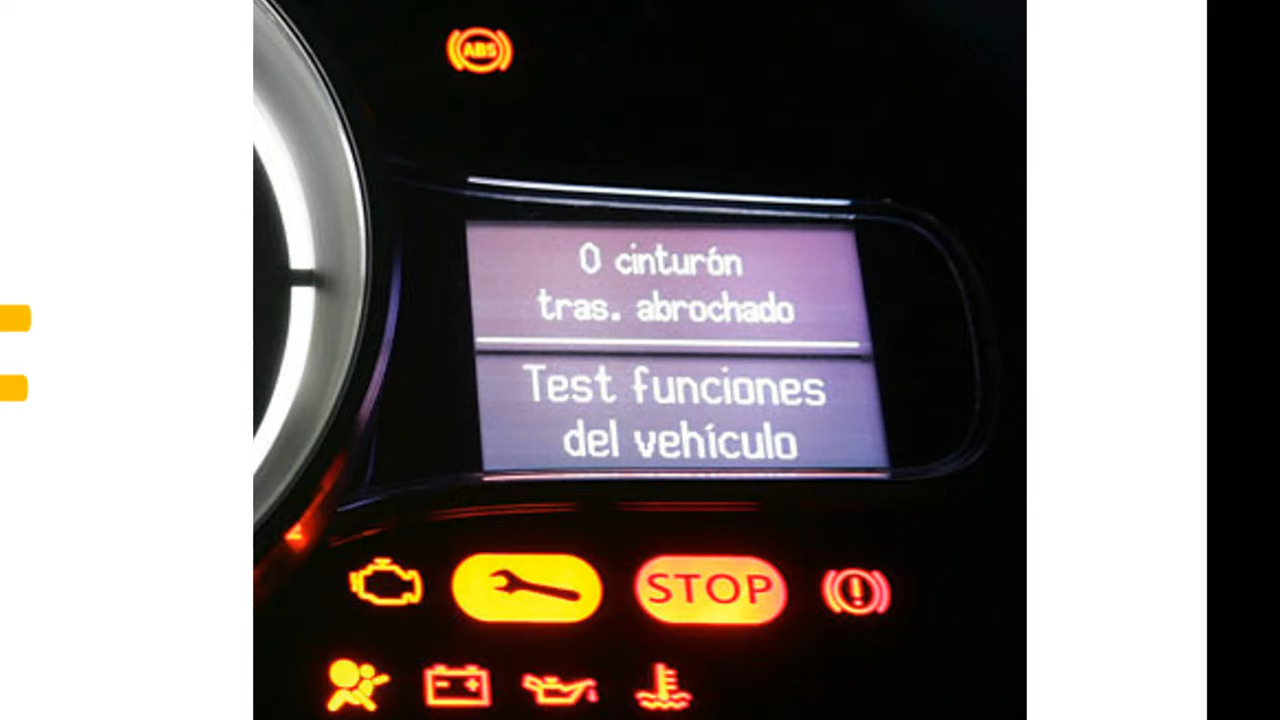 ABS
0 cinturón
tras. abrochado
Test funciones
del vehículo
STOP